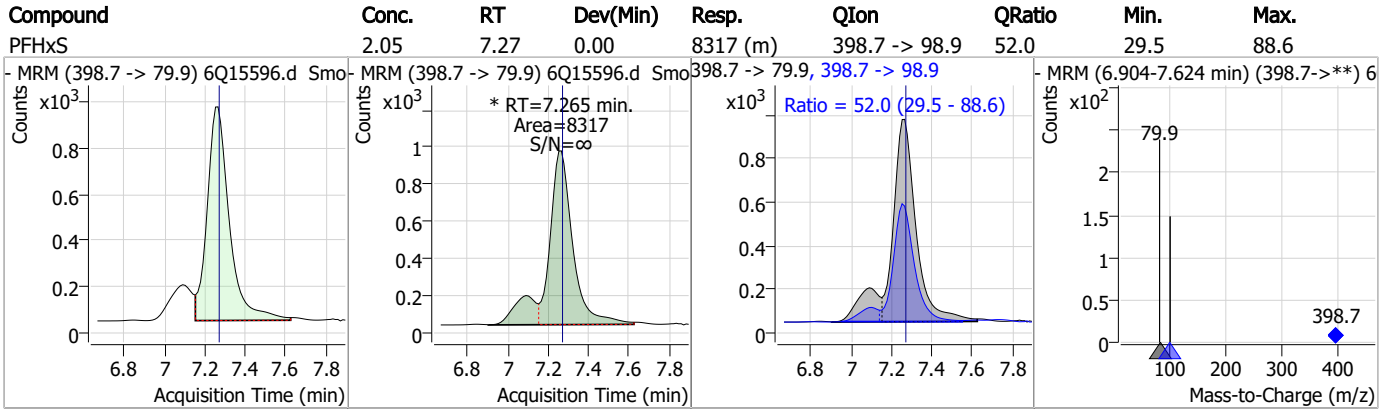 Compound Conc. RT Dev(Min) Resp. QIon QRatio Min. Max.
PFHxS 2.05 7.27 0.00 8317 (m) 398.7 -> 98.9 52.0 29.5 88.6
- MRM (398.7 -> 79.9) 6Q15596.d Smo
Counts
x10³
0.8
0.6
0.4
0.2
0
6.8 7 7.2 7.4 7.6 7.8
Acquisition Time (min)
- MRM (398.7 -> 79.9) 6Q15596.d Smo
Counts
x10³
* RT=7.265 min.
Area=8317
S/N=∞
1
0.8
0.6
0.4
0.2
0
6.8 7 7.2 7.4 7.6 7.8
Acquisition Time (min)
398.7 -> 79.9, 398.7 -> 98.9
Counts
x10³
Ratio = 52.0 (29.5 - 88.6)
0.8
0.6
0.4
0.2
0
6.8 7 7.2 7.4 7.6 7.8
Acquisition Time (min)
- MRM (6.904-7.624 min) (398.7->**) 6
Counts
x10²
79.9
2
1.5
1
0.5
0
398.7
100 200 300 400
Mass-to-Charge (m/z)